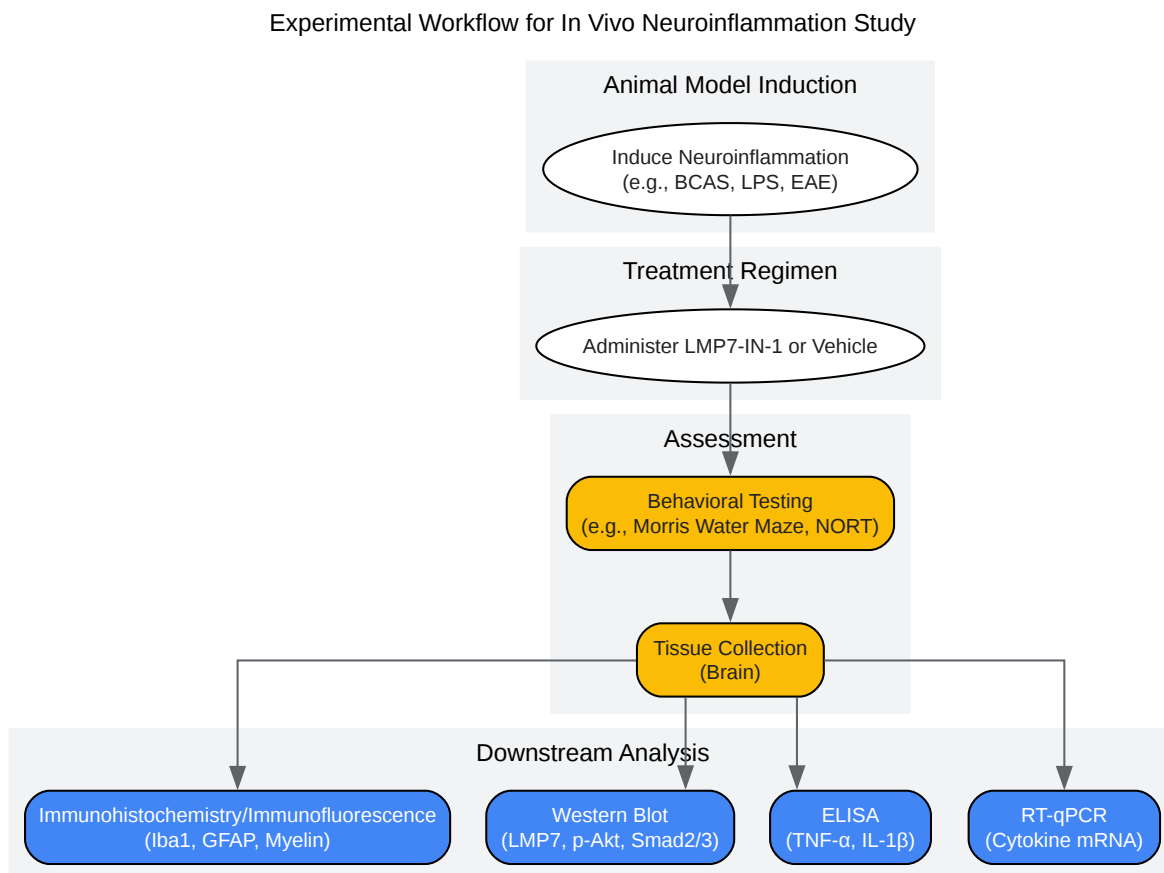 Experimental Workflow for In Vivo Neuroinflammation Study
Animal Model Induction
Induce Neuroinflammation
(e.g., BCAS, LPS, EAE)
Treatment Regimen
Administer LMP7-IN-1 or Vehicle
Assessment
Behavioral Testing
(e.g., Morris Water Maze, NORT)
Tissue Collection
(Brain)
Downstream Analysis
Immunohistochemistry/Immunofluorescence
(Iba1, GFAP, Myelin)
Western Blot
(LMP7, p-Akt, Smad2/3)
ELISA
(TNF-α, IL-1β)
RT-qPCR
(Cytokine mRNA)